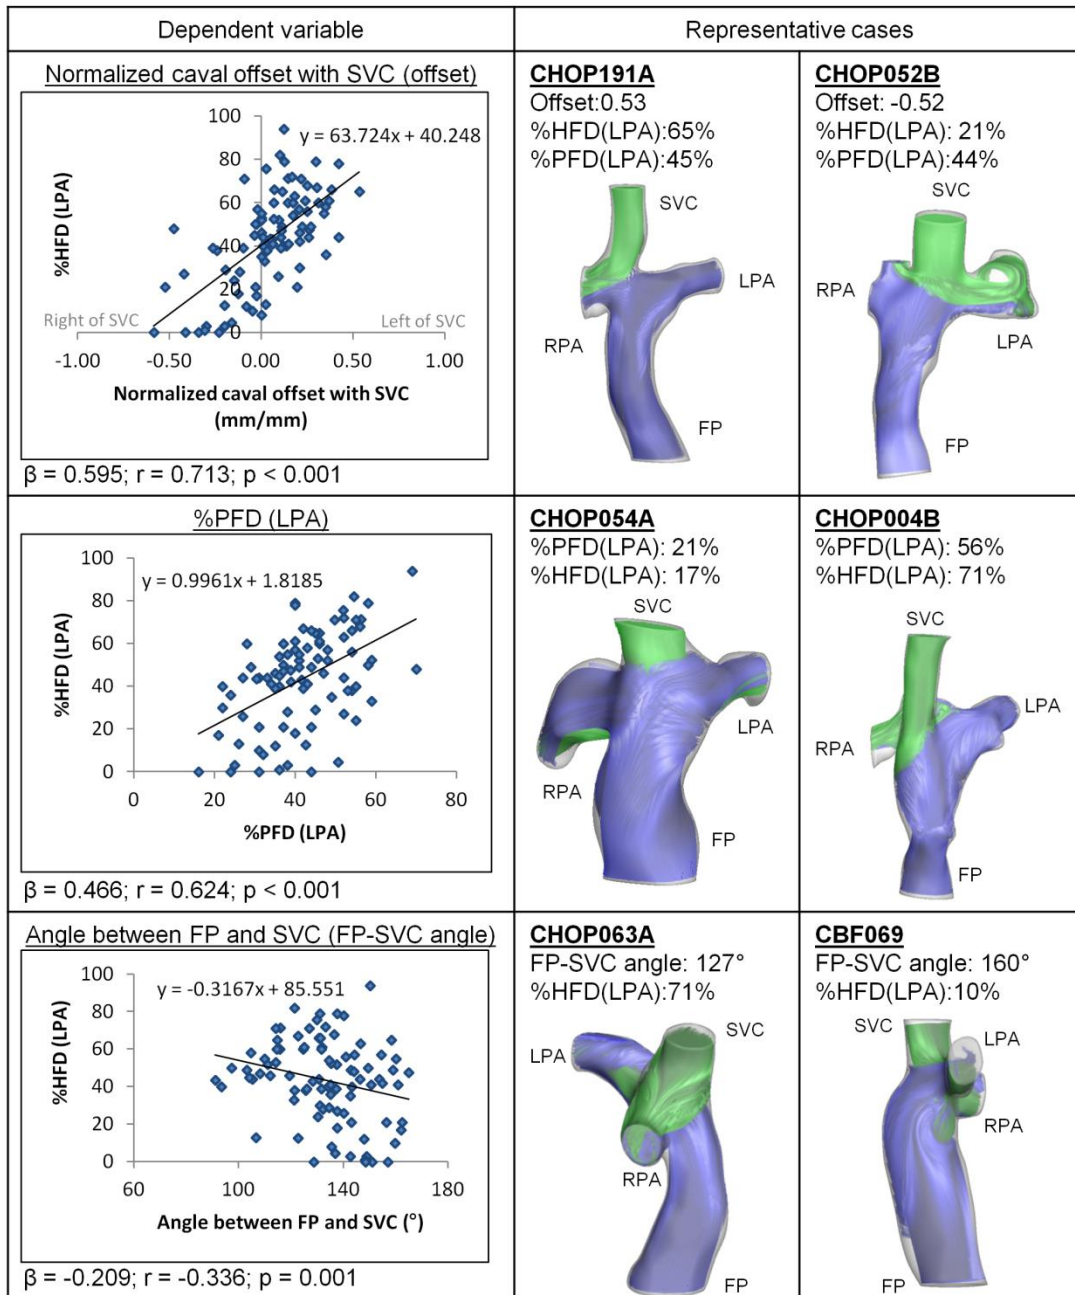 Dependent variable
Representative cases
Normalized caval offset with SVC (offset)
100
80
60
40
20
0
y = 63.724x + 40.248
%HFD (LPA)
Right of SVC
Left of SVC
-1.00
-0.50
0.00
0.50
1.00
Normalized caval offset with SVC
(mm/mm)
β = 0.595; r = 0.713; p < 0.001
CHOP191A
Offset:0.53
%HFD(LPA):65%
%PFD(LPA):45%
SVC
LPA
RPA
FP
CHOP052B
Offset: -0.52
%HFD(LPA): 21%
%PFD(LPA):44%
SVC
RPA
LPA
FP
%PFD (LPA)
100
80
60
40
20
0
y = 0.9961x + 1.8185
%HFD (LPA)
0
20
40
60
80
%PFD (LPA)
β = 0.466; r = 0.624; p < 0.001
CHOP054A
%PFD(LPA): 21%
%HFD(LPA): 17%
SVC
LPA
RPA
FP
CHOP004B
%PFD(LPA): 56%
%HFD(LPA): 71%
SVC
LPA
RPA
FP
Angle between FP and SVC (FP-SVC angle)
100
80
60
40
20
0
y = -0.3167x + 85.551
%HFD (LPA)
60
100
140
180
Angle between FP and SVC (°)
β = -0.209; r = -0.336; p = 0.001
CHOP063A
FP-SVC angle: 127°
%HFD(LPA):71%
SVC
LPA
RPA
FP
CBF069
FP-SVC angle: 160°
%HFD(LPA):10%
SVC
LPA
RPA
FP